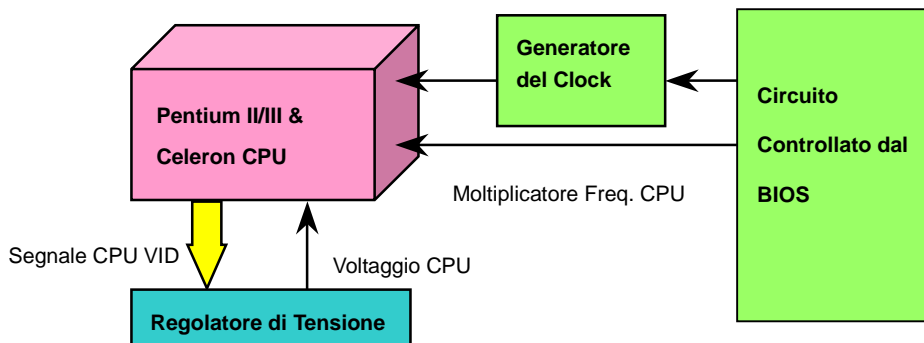 Generatore
del Clock
Pentium II/III &
Celeron CPU
Circuito
Controllato dal
BIOS
Moltiplicatore Freq. CPU
Segnale CPU VID
Voltaggio CPU
Regolatore di Tensione